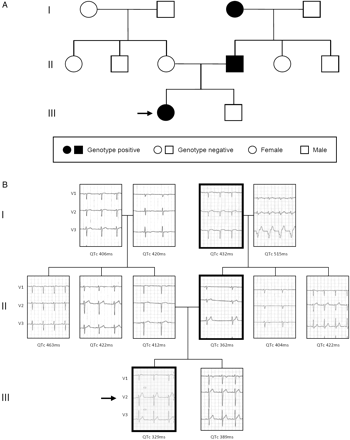 A
I
II
III
Genotype positive Genotype negative Female Male
B
I
V1
V2
V3
QTc 406ms QTc 420ms QTc 452ms QTc 515ms
II
V1
V2
V3
QTc 463ms QTc 422ms QTc 412ms QTc 362ms QTc 404ms QTc 422ms
III
V1
V2
V3
QTc 329ms QTc 389ms